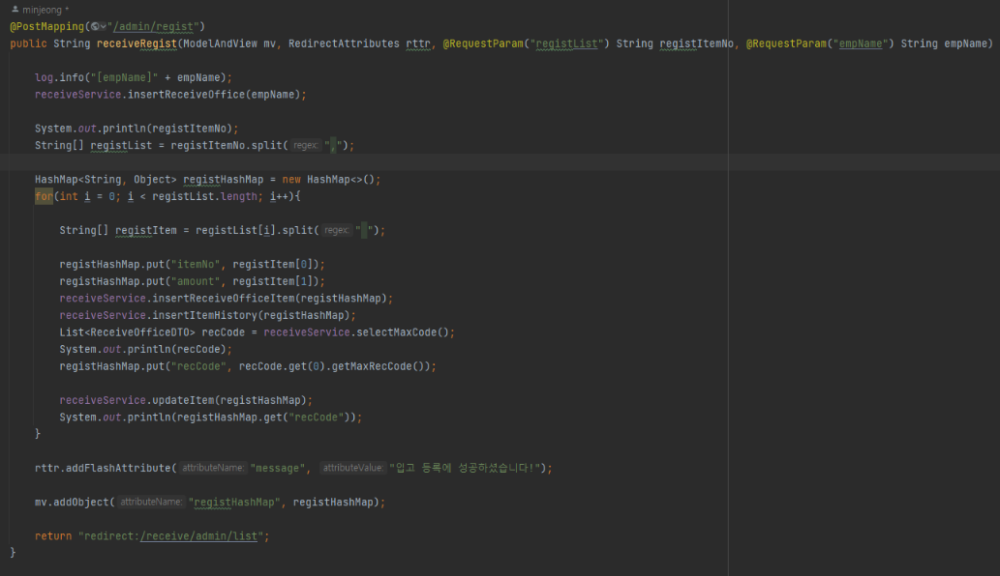 minjeong *
@PostMapping("/admin/regist")
public String receiveRegist(ModelAndView mv, RedirectAttributes rttr, @RequestParam("registList") String registItemNo, @RequestParam("empName") String empName)
log.info("[empName]" + empName);
receiveService.insertReceiveOffice(empName);
System.out.println(registItemNo);
String[] registList = registItemNo.split( regex: ",");
HashMap<String, Object> registHashMap = new HashMap<>();
for(int i = 0; i < registList.length; i++){
String[] registItem = registList[i].split( regex: " ");
registHashMap.put("itemNo", registItem[0]);
registHashMap.put("amount", registItem[1]);
receiveService.insertReceiveOfficeItem(registHashMap);
receiveService.insertItemHistory(registHashMap);
List<ReceiveOfficeDTO> recCode = receiveService.selectMaxCode();
System.out.println(recCode);
registHashMap.put("recCode", recCode.get(0).getMaxRecCode());
receiveService.updateItem(registHashMap);
System.out.println(registHashMap.get("recCode"));
}
rttr.addFlashAttribute( attributeName: "message", attributeValue: "입고 등록에 성공하셨습니다!");
mv.addObject( attributeName: "registHashMap", registHashMap);
return "redirect:/receive/admin/list";
}